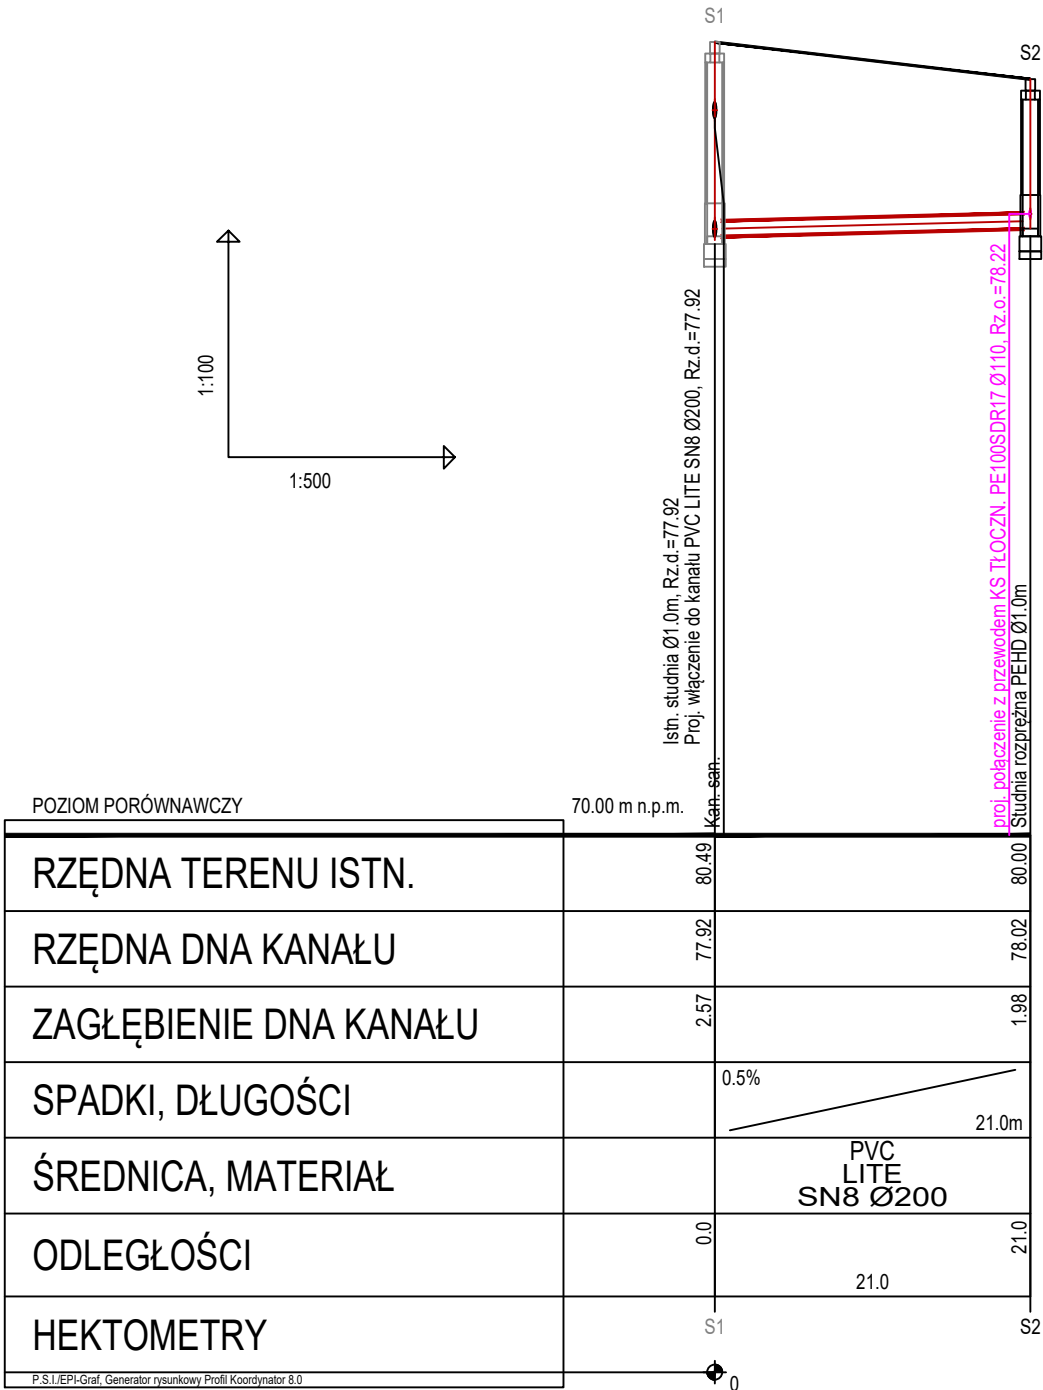 S1
S2
1:100
1:500
Istn. studnia Ø1.0m, Rz.d.=77.92
Proj. włączenie do kanału PVC LITE SN8 Ø200, Rz.d.=77.92
Kan. san.
proj. połączenie z przewodem KS TŁOCZN. PE100SDR17 Ø110, Rz.o.=78.22
Studnia rozprężna PEHD Ø1.0m
POZIOM PORÓWNAWCZY 70.00 m n.p.m.
RZĘDNA TERENU ISTN. 80.49 80.00
RZĘDNA DNA KANAŁU 77.92 78.02
ZAGŁĘBIENIE DNA KANAŁU 2.57 1.98
SPADKI, DŁUGOŚCI 0.5% 21.0m
ŚREDNICA, MATERIAŁ
PVC
LITE
SN8 Ø200
ODLEGŁOŚCI 0.0 21.0
21.0
HEKTOMETRY
S1 S2
P.S.I./EPI-Graf, Generator rysunkowy Profil Koordynator 8.0
0